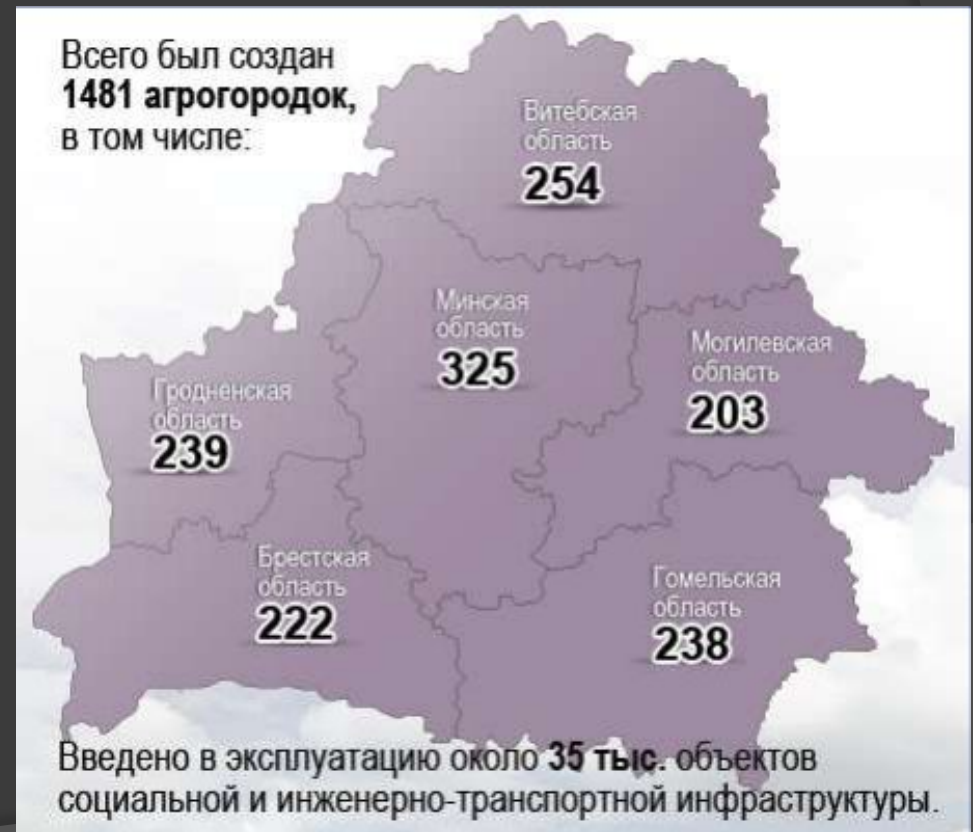 Всего был создан
1481 агрогородок,
в том числе:
Витебская
область
254
Минская
область
325
Могилевская
область
203
Гродненская
область
239
Брестская
область
222
Гомельская
область
238
Введено в эксплуатацию около 35 тыс. объектов
социальной и инженерно-транспортной инфраструктуры.